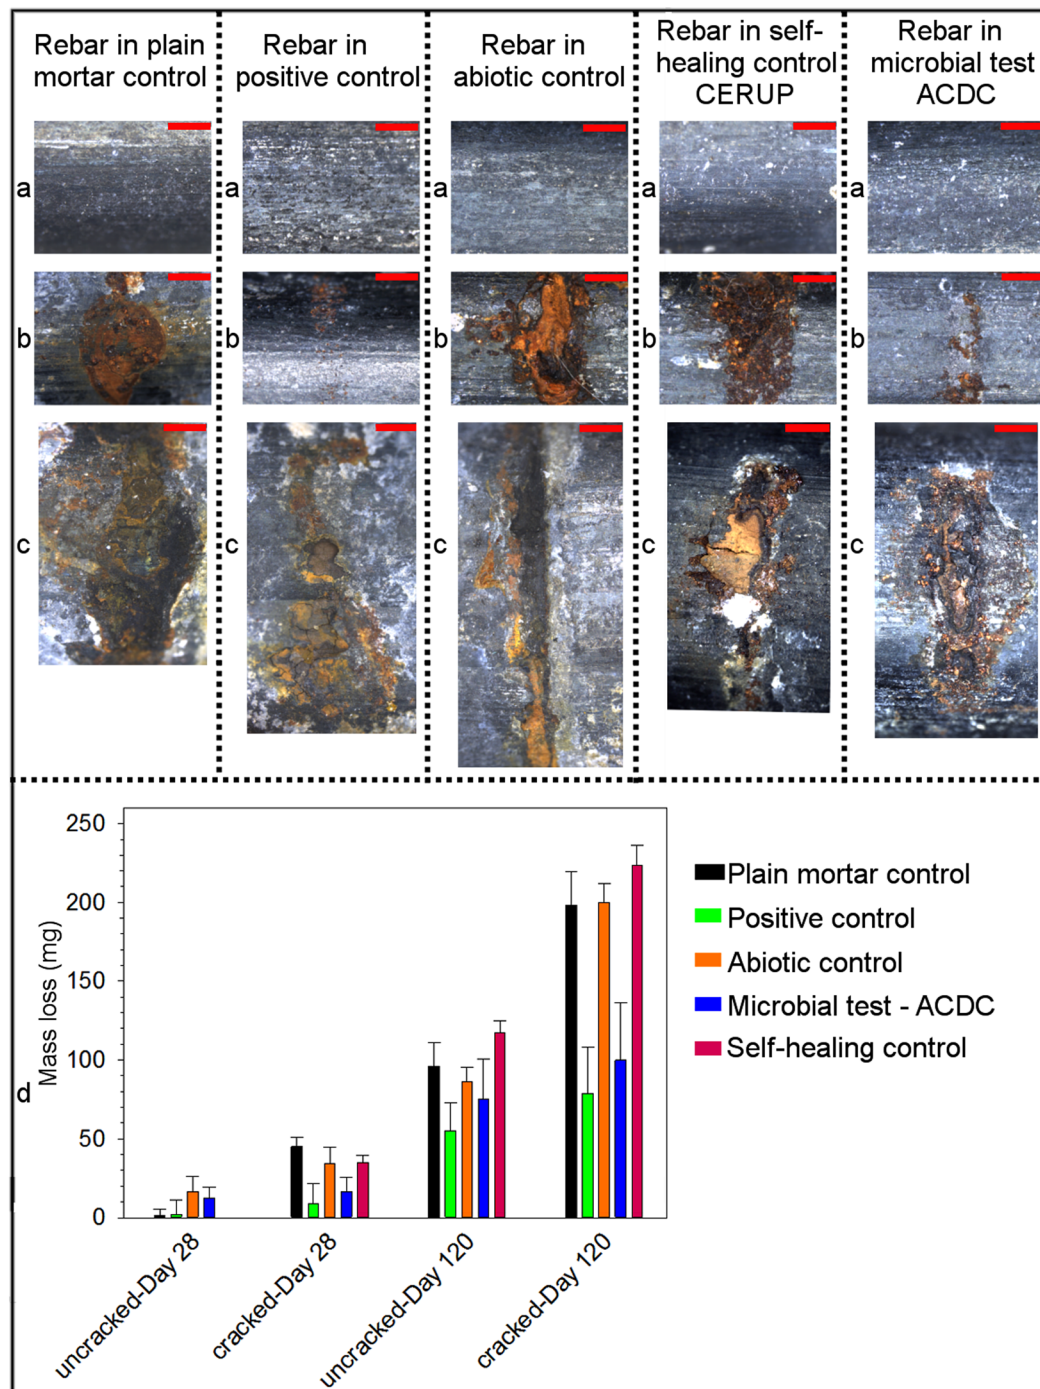 Rebar in plain
mortar control
Rebar in
positive control
Rebar in
abiotic control
Rebar in self-
healing control
CERUP
Rebar in
microbial test
ACDC
a
a
a
a
a
b
b
b
b
b
c
c
c
c
c
d
Mass loss (mg)
250
200
150
100
50
0
uncracked-Day 28
cracked-Day 28
uncracked-Day 120
cracked-Day 120
Plain mortar control
Positive control
Abiotic control
Microbial test - ACDC
Self-healing control